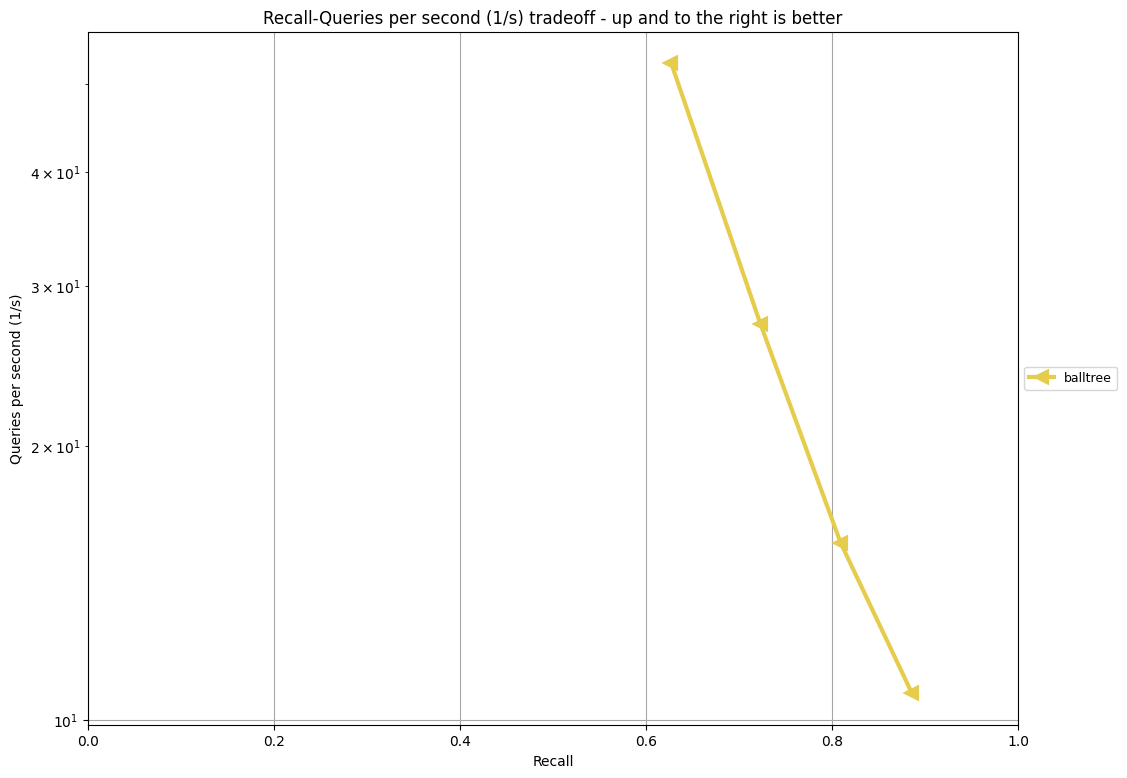 Recall-Queries per second (1/s) tradeoff - up and to the right is better
Queries per second (1/s)
4 × 10¹
3 × 10¹
2 × 10¹
10¹
0.0 0.2 0.4 0.6 0.8 1.0
Recall
balltree